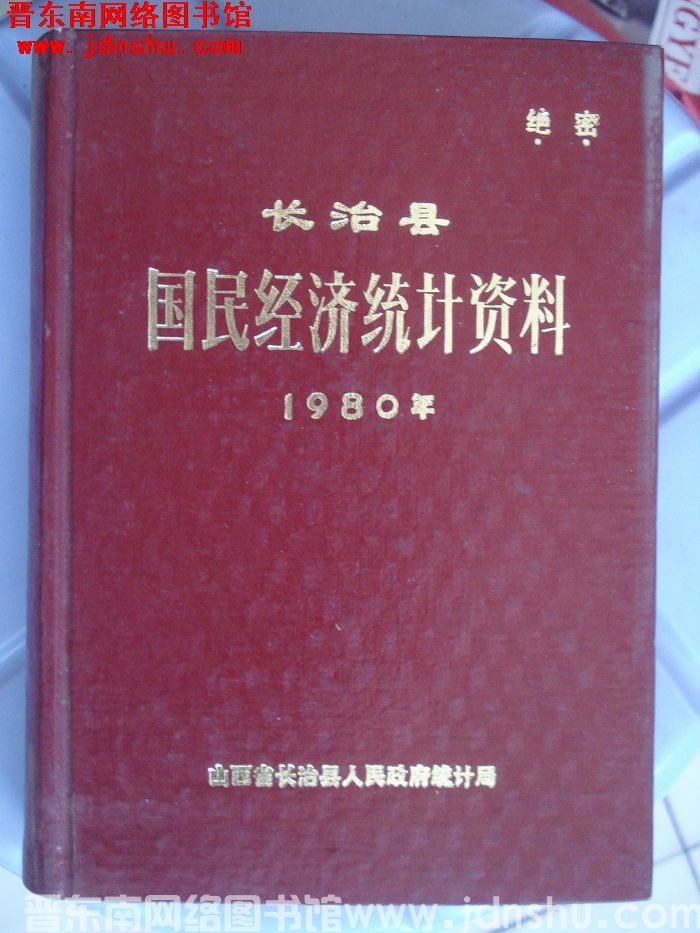 晋东南网络图书馆
www.jdnshu.com
GYE
绝密
长治县
国民经济统计资料
1980年
山西省长治县人民政府统计局
晋东南网络图书馆www.jdnshu.com